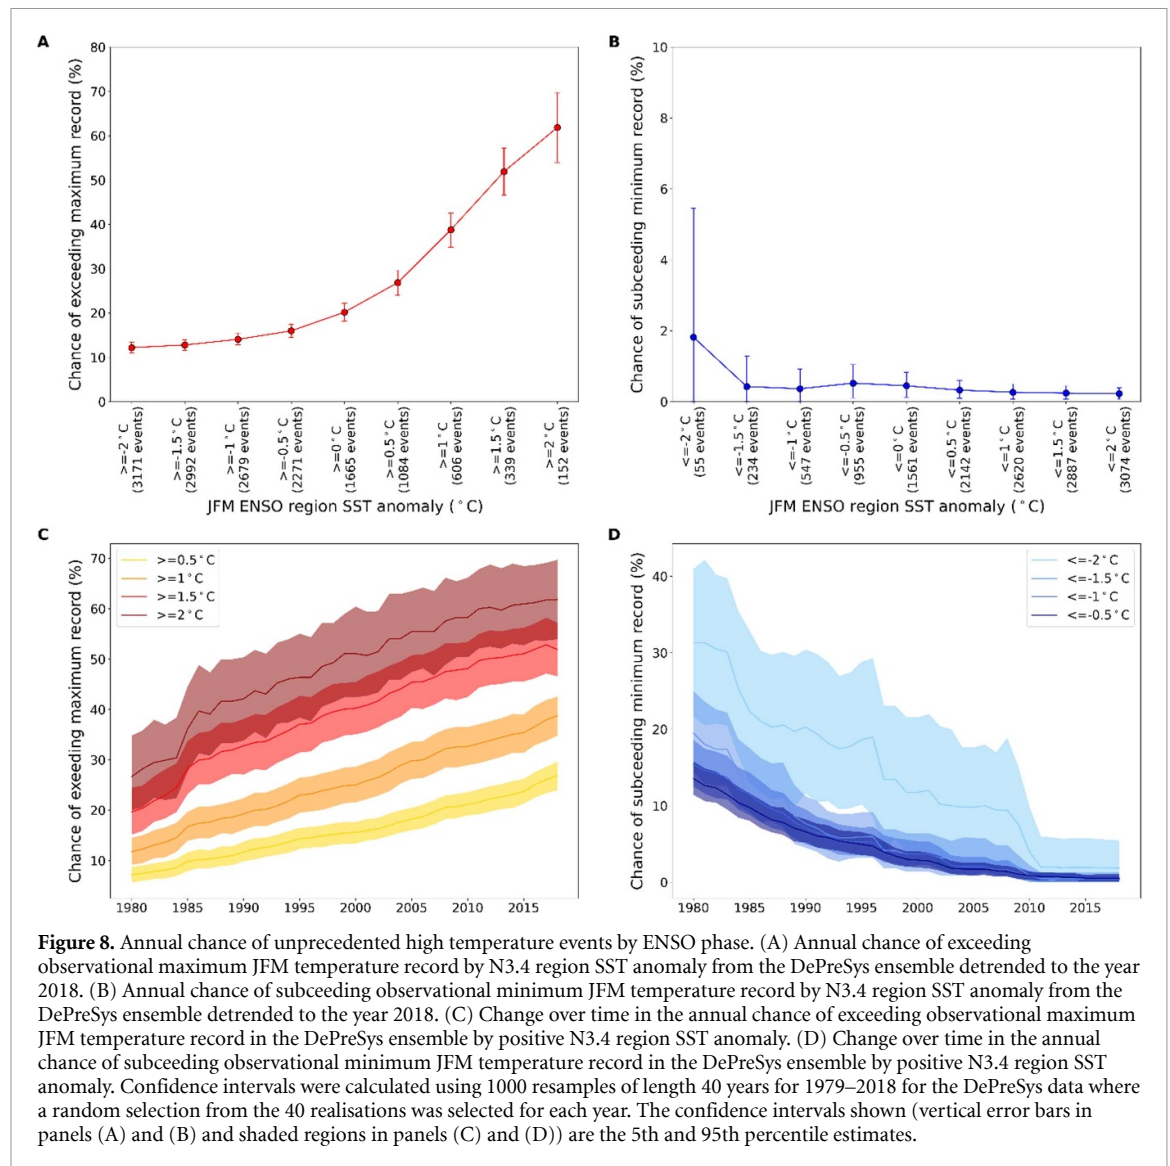 A
Chance of exceeding maximum record (%)
80
70
60
50
40
30
20
10
0
>=-2°C
(3171 events)
>=-1.5°C
(2992 events)
>=-1°C
(2679 events)
>=-0.5°C
(2271 events)
>=0°C
(1665 events)
>=0.5°C
(1084 events)
>=1°C
(606 events)
>=1.5°C
(339 events)
>=2°C
(152 events)
JFM ENSO region SST anomaly (°C)
B
Chance of subceeding minimum record (%)
10
8
6
4
2
0
<=-2°C
(55 events)
<=-1.5°C
(234 events)
<=-1°C
(547 events)
<=-0.5°C
(955 events)
<=0°C
(1561 events)
<=0.5°C
(2142 events)
<=1°C
(2620 events)
<=1.5°C
(2887 events)
<=2°C
(3074 events)
JFM ENSO region SST anomaly (°C)
C
Chance of exeeding maximum record (%)
70
60
50
40
30
20
10
>=0.5°C
>=1°C
>=1.5°C
>=2°C
1980 1985 1990 1995 2000 2005 2010 2015
D
Chance of subceeding minimum record (%)
40
30
20
10
0
<=-2°C
<=-1.5°C
<=-1°C
<=-0.5°C
1980 1985 1990 1995 2000 2005 2010 2015
Figure 8. Annual chance of unprecedented high temperature events by ENSO phase. (A) Annual chance of exceeding
observational maximum JFM temperature record by N3.4 region SST anomaly from the DePreSys ensemble detrended to the year
2018. (B) Annual chance of subceeding observational minimum JFM temperature record by N3.4 region SST anomaly from the
DePreSys ensemble detrended to the year 2018. (C) Change over time in the annual chance of exceeding observational maximum
JFM temperature record in the DePreSys ensemble by positive N3.4 region SST anomaly. (D) Change over time in the annual
chance of subceeding observational minimum JFM temperature record in the DePreSys ensemble by positive N3.4 region SST
anomaly. Confidence intervals were calculated using 1000 resamples of length 40 years for 1979–2018 for the DePreSys data where
a random selection from the 40 realisations was selected for each year. The confidence intervals shown (vertical error bars in
panels (A) and (B) and shaded regions in panels (C) and (D)) are the 5th and 95th percentile estimates.